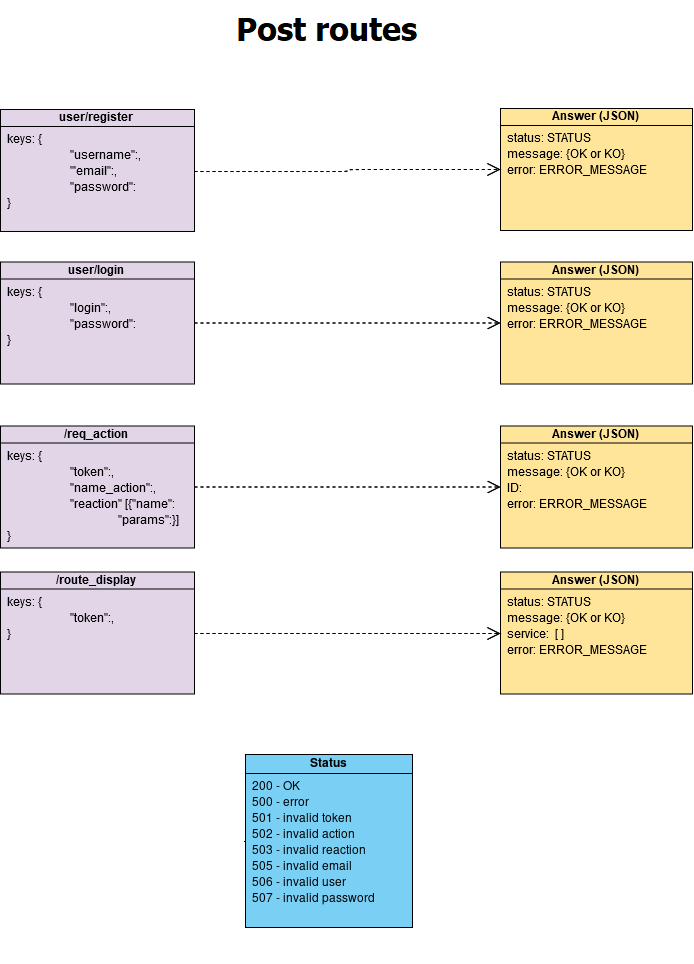 Post routes
user/register
keys: {
"username":,
'"email":,
"password":
}
Answer (JSON)
status: STATUS
message: {OK or KO}
error: ERROR_MESSAGE
user/login
keys: {
"login":,
"password":
}
Answer (JSON)
status: STATUS
message: {OK or KO}
error: ERROR_MESSAGE
/req_action
keys: {
"token":,
"name_action":,
"reaction" [{"name":
"params":}]
}
Answer (JSON)
status: STATUS
message: {OK or KO}
ID:
error: ERROR_MESSAGE
/route_display
keys: {
"token":,
}
Answer (JSON)
status: STATUS
message: {OK or KO}
service: [ ]
error: ERROR_MESSAGE
Status
200 - OK
500 - error
501 - invalid token
502 - invalid action
503 - invalid reaction
505 - invalid email
506 - invalid user
507 - invalid password